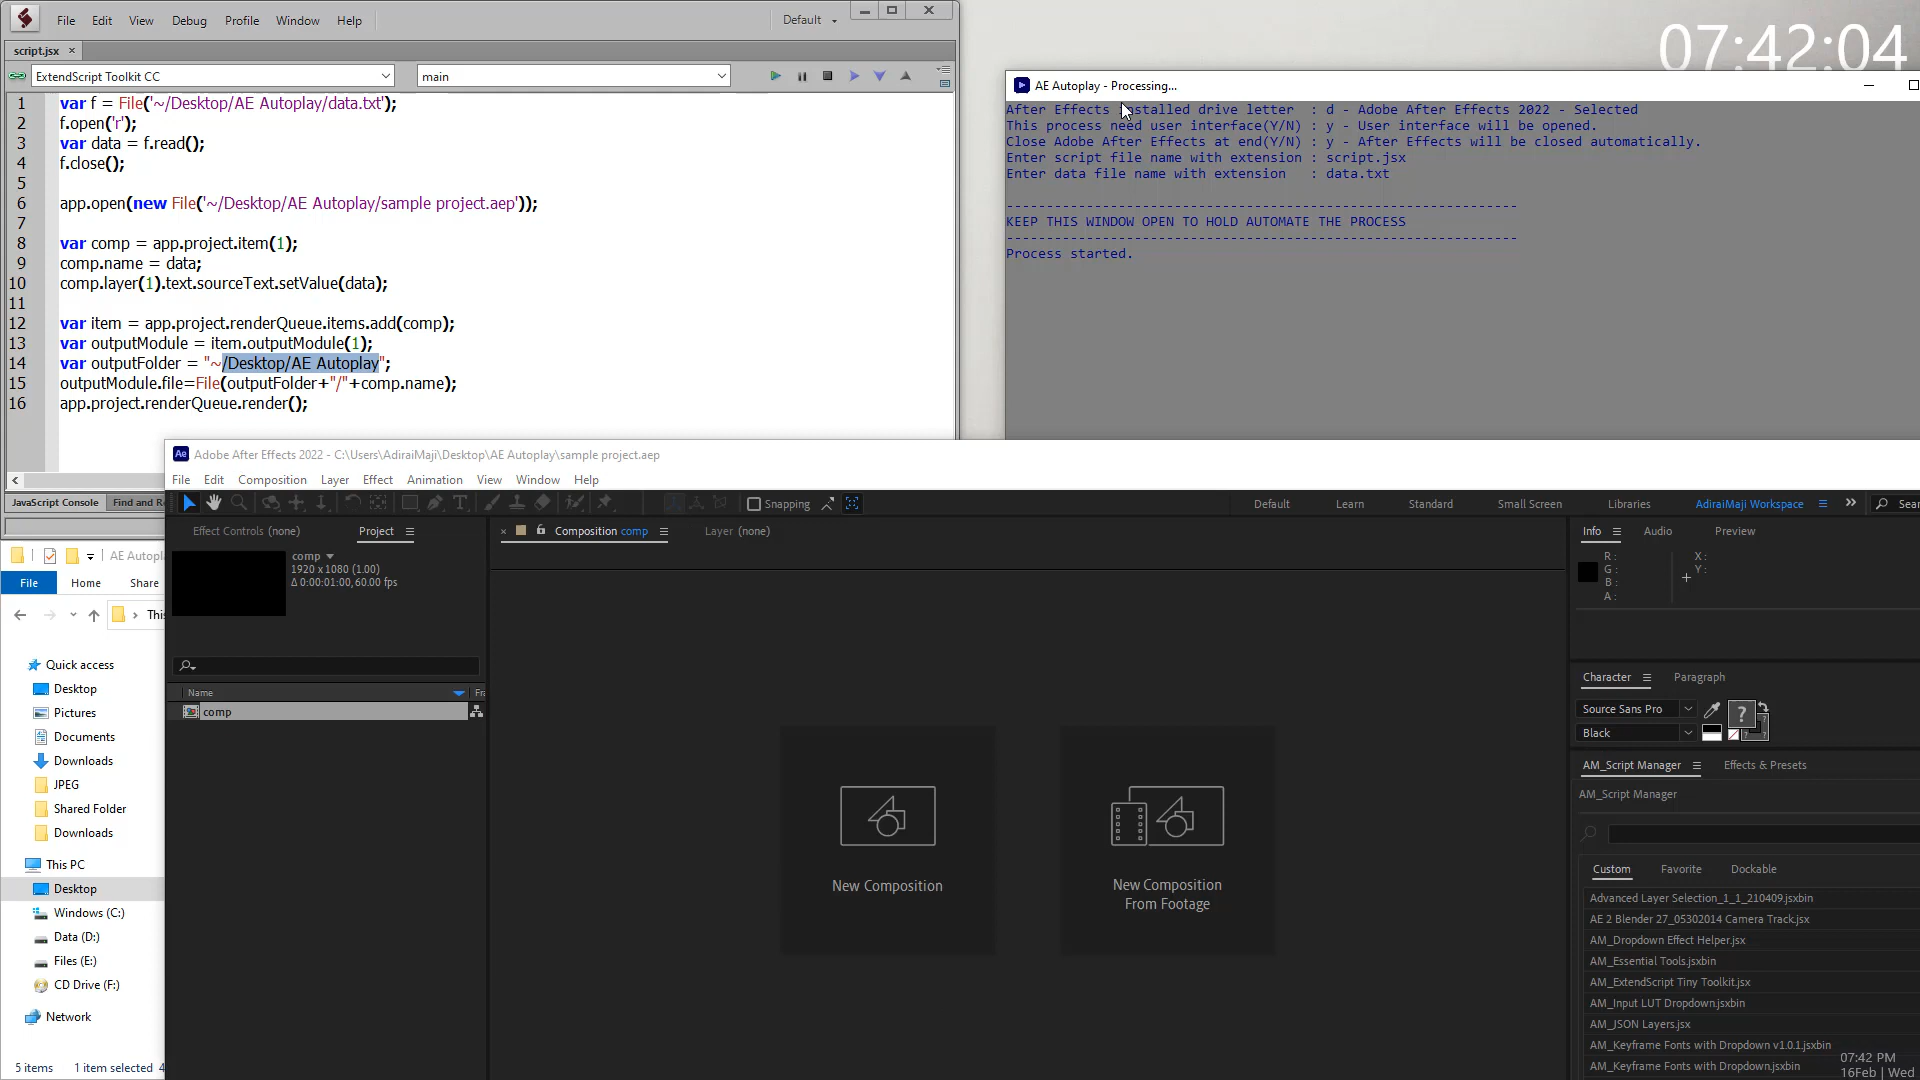 File Edit View Debug Profile Window Help
Default
script.jsx
ExtendScript Toolkit CC
main
1 var f = File('~/Desktop/AE Autoplay/data.txt');
2 f.open('r');
3 var data = f.read();
4 f.close();
5
6 app.open(new File('~/Desktop/AE Autoplay/sample project.aep'));
7
8 var comp = app.project.item(1);
9 comp.name = data;
10 comp.layer(1).text.sourceText.setValue(data);
11
12 var item = app.project.renderQueue.items.add(comp);
13 var outputModule = item.outputModule(1);
14 var outputFolder = "~/Desktop/AE Autoplay";
15 outputModule.file=File(outputFolder+"/"+comp.name);
16 app.project.renderQueue.render();
JavaScript Console Find and Re
07:42:04
AE Autoplay - Processing...
After Effects installed drive letter : d - Adobe After Effects 2022 - Selected
This process need user interface(Y/N) : y - User interface will be opened.
Close Adobe After Effects at end(Y/N) : y - After Effects will be closed automatically.
Enter script file name with extension : script.jsx
Enter data file name with extension : data.txt
----------------------------------------------------------------
KEEP THIS WINDOW OPEN TO HOLD AUTOMATE THE PROCESS
----------------------------------------------------------------
Process started.
AE Autopl
File Home Share
Thi
Quick access
Desktop
Pictures
Documents
Downloads
JPEG
Shared Folder
Downloads
This PC
Desktop
Windows (C:)
Data (D:)
Files (E:)
CD Drive (F:)
Network
5 items 1 item selected 4
Ae Adobe After Effects 2022 - C:\Users\AdiraiMaji\Desktop\AE Autoplay\sample project.aep
File Edit Composition Layer Effect Animation View Window Help
Snapping
Default Learn Standard Small Screen Libraries AdiraiMaji Workspace Sear
Effect Controls (none) Project
comp
1920 x 1080 (1.00)
Δ 0:00:01:00, 60.00 fps
Name Fr
comp
Composition comp Layer (none)
New Composition
New Composition
From Footage
Info Audio Preview
R :
G :
B :
A :
X :
Y :
Character Paragraph
Source Sans Pro
Black
?
AM_Script Manager Effects & Presets
AM_Script Manager
Custom Favorite Dockable
Advanced Layer Selection_1_1_210409.jsxbin
AE 2 Blender 27_05302014 Camera Track.jsx
AM_Dropdown Effect Helper.jsx
AM_Essential Tools.jsxbin
AM_ExtendScript Tiny Toolkit.jsx
AM_Input LUT Dropdown.jsxbin
AM_JSON Layers.jsx
AM_Keyframe Fonts with Dropdown v1.0.1.jsxbin
AM_Keyframe Fonts with Dropdown.jsxbin
07:42 PM
16Feb | Wed